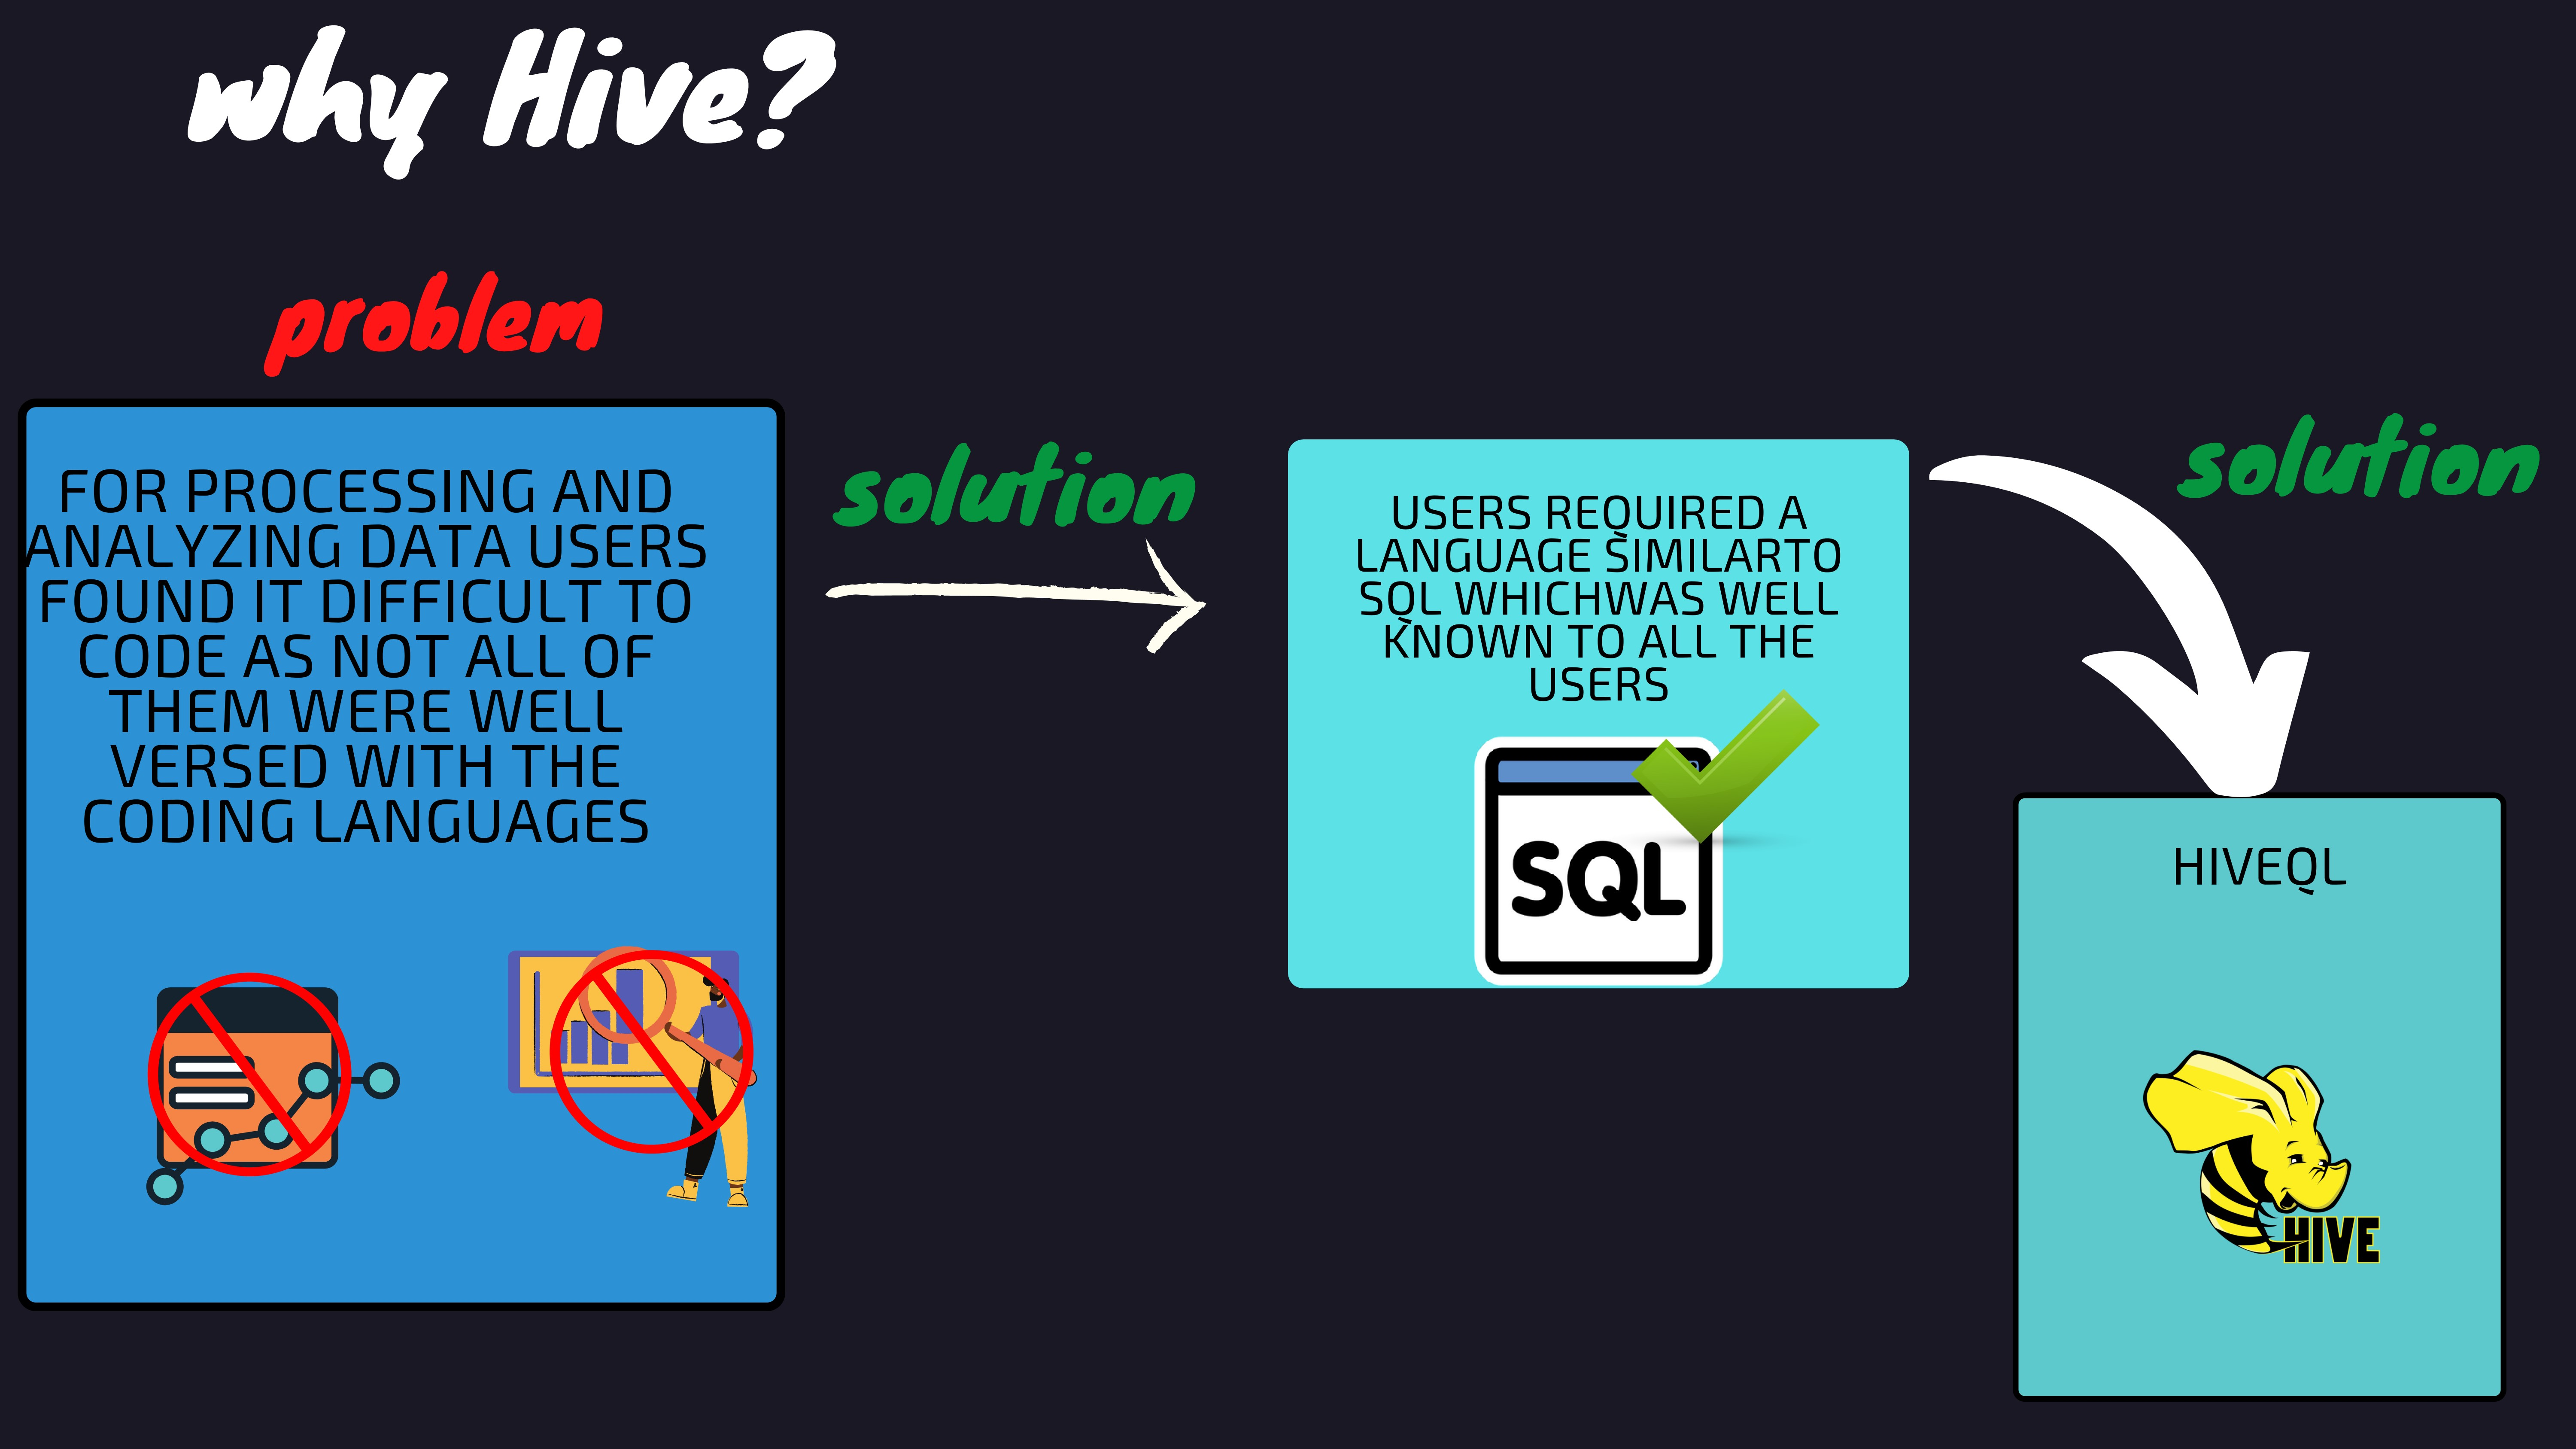 why Hive?
problem
FOR PROCESSING AND
ANALYZING DATA USERS
FOUND IT DIFFICULT TO
CODE AS NOT ALL OF
THEM WERE WELL
VERSED WITH THE
CODING LANGUAGES
solution
USERS REQUIRED A
LANGUAGE SIMILARTO
SQL WHICHWAS WELL
KNOWN TO ALL THE
USERS
SQL
solution
HIVEQL
HIVE